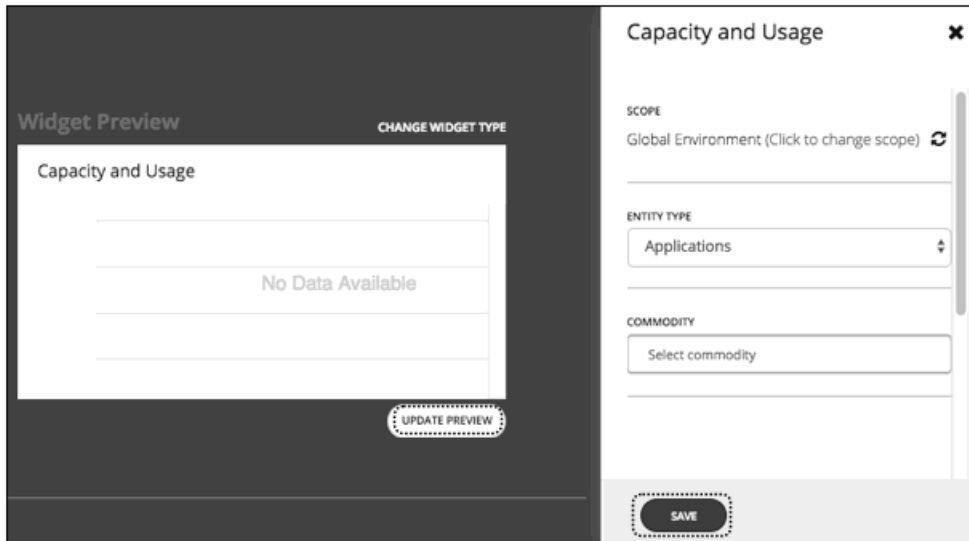 Widget Preview
CHANGE WIDGET TYPE
Capacity and Usage
No Data Available
UPDATE PREVIEW
Capacity and Usage
SCOPE
Global Environment (Click to change scope)
ENTITY TYPE
Applications
COMMODITY
Select commodity
SAVE